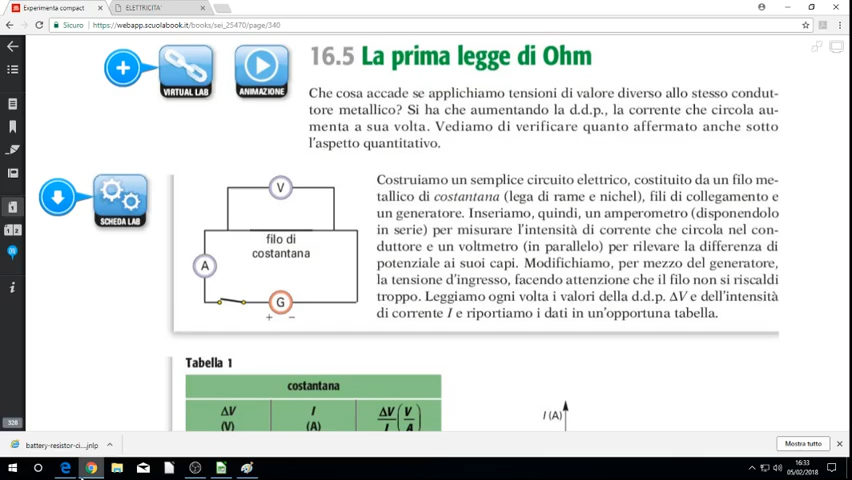 Experimenta compact
ELETTRICITA'
Sicuro
https://webapp.scuolabook.it/books/sei_25470/page/340
16.5 La prima legge di Ohm
VIRTUAL LAB
ANIMAZIONE
Che cosa accade se applichiamo tensioni di valore diverso allo stesso condut-
tore metallico? Si ha che aumentando la d.d.p., la corrente che circola au-
menta a sua volta. Vediamo di verificare quanto affermato anche sotto
l'aspetto quantitativo.
SCHEDA LAB
V
filo di
costantana
A
G
+ −
Costruiamo un semplice circuito elettrico, costituito da un filo me-
tallico di costantana (lega di rame e nichel), fili di collegamento e
un generatore. Inseriamo, quindi, un amperometro (disponendolo
in serie) per misurare l'intensità di corrente che circola nel con-
duttore e un voltmetro (in parallelo) per rilevare la differenza di
potenziale ai suoi capi. Modifichiamo, per mezzo del generatore,
la tensione d'ingresso, facendo attenzione che il filo non si riscaldi
troppo. Leggiamo ogni volta i valori della d.d.p. ΔV e dell'intensità
di corrente I e riportiamo i dati in un'opportuna tabella.
Tabella 1
costantana
ΔV
(V)
I
(A)
ΔV/I (V/A)
I (A)
328
battery-resistor-ci....jnlp
Mostra tutto
16:33
05/02/2018